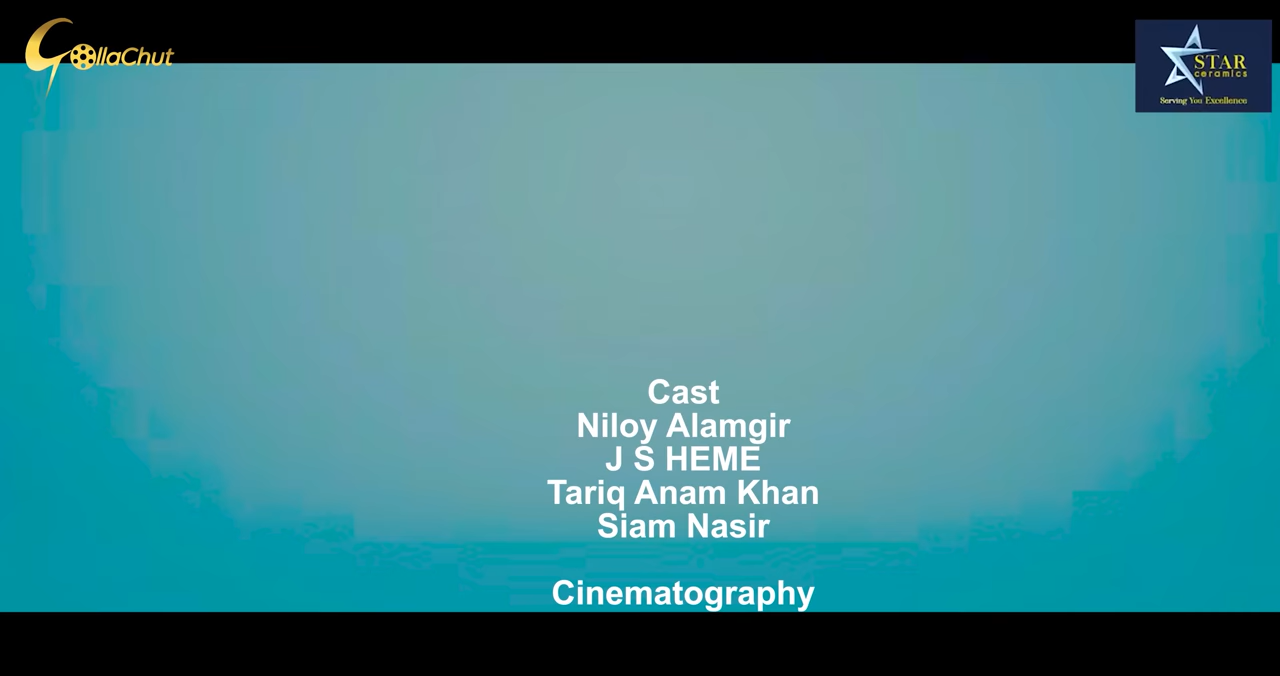 GollaChut
STAR
ceramics
Serving You Excellence
Cast
Niloy Alamgir
J S HEME
Tariq Anam Khan
Siam Nasir
Cinematography